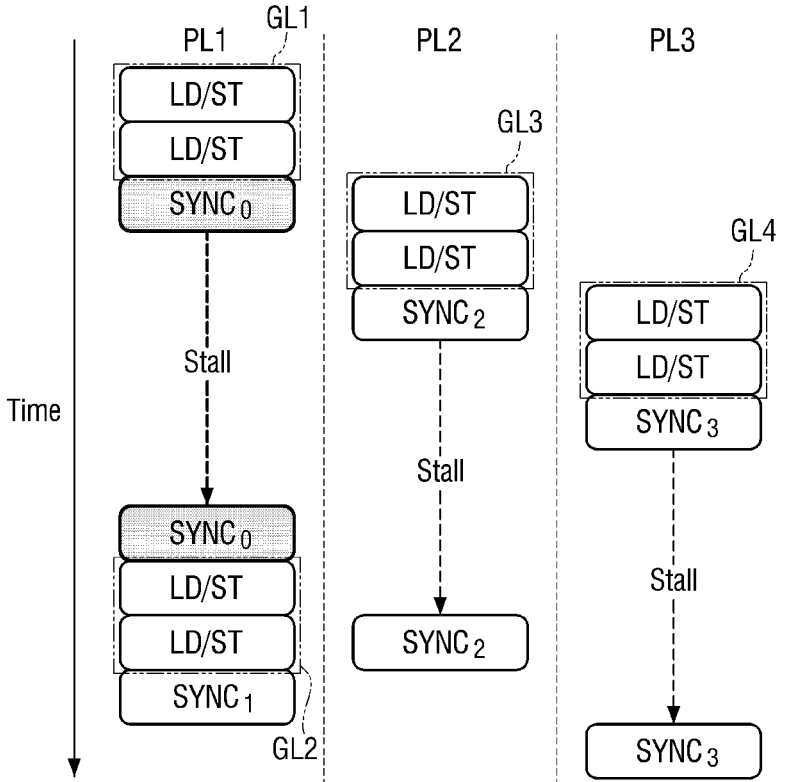 GL1
PL1
PL2
PL3
LD/ST
LD/ST
SYNC0
GL3
LD/ST
LD/ST
SYNC2
GL4
LD/ST
LD/ST
SYNC3
Stall
Time
Stall
SYNC0
LD/ST
LD/ST
SYNC1
GL2
Stall
SYNC2
SYNC3